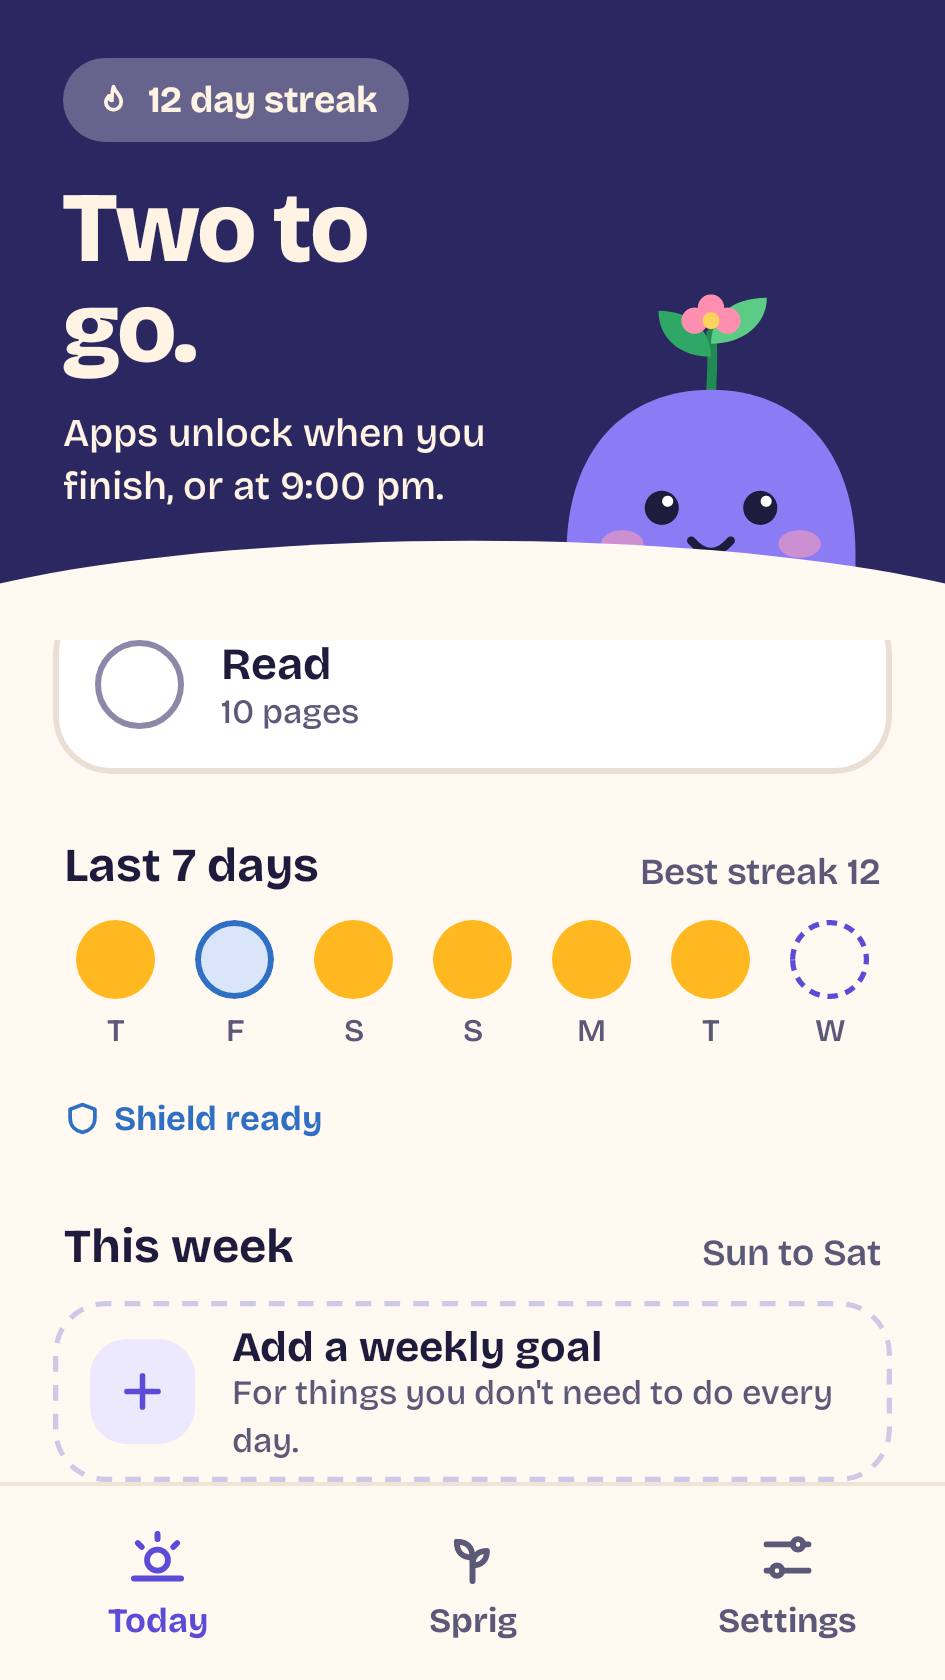 12 day streak
Two to
go.
Apps unlock when you
finish, or at 9:00 pm.
Read
10 pages
Last 7 days
Best streak 12
T F S S M T W
Shield ready
This week
Sun to Sat
Add a weekly goal
For things you don't need to do every
day.
Today Sprig Settings